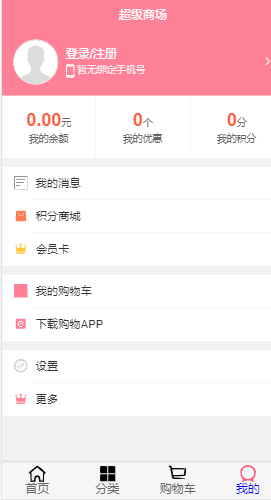 超级商场
登录/注册
暂无绑定手机号
0.00元 0个 0分
我的余额 我的优惠 我的积分
我的消息
积分商城
会员卡
我的购物车
下载购物APP
设置
更多
首页 分类 购物车 我的